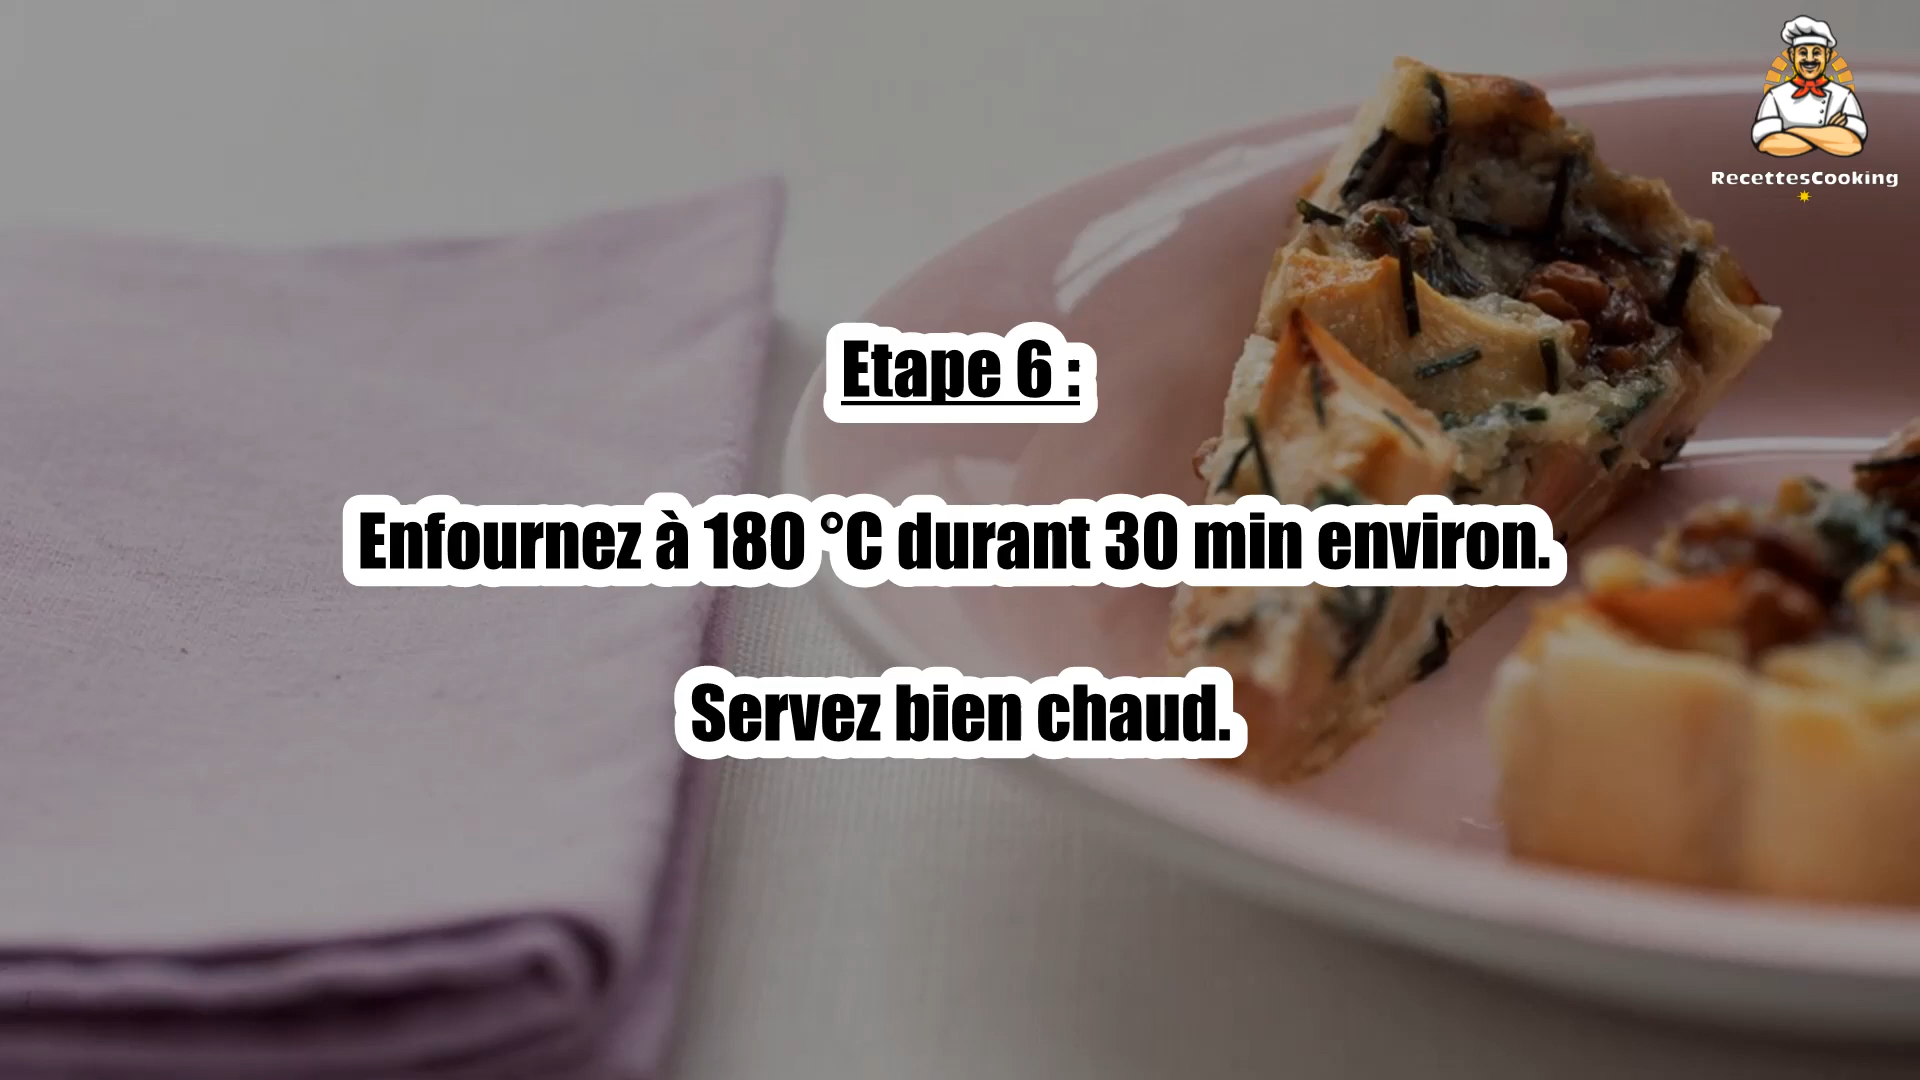 RecettesCooking
Etape 6 :
Enfournez à 180 °C durant 30 min environ.
Servez bien chaud.